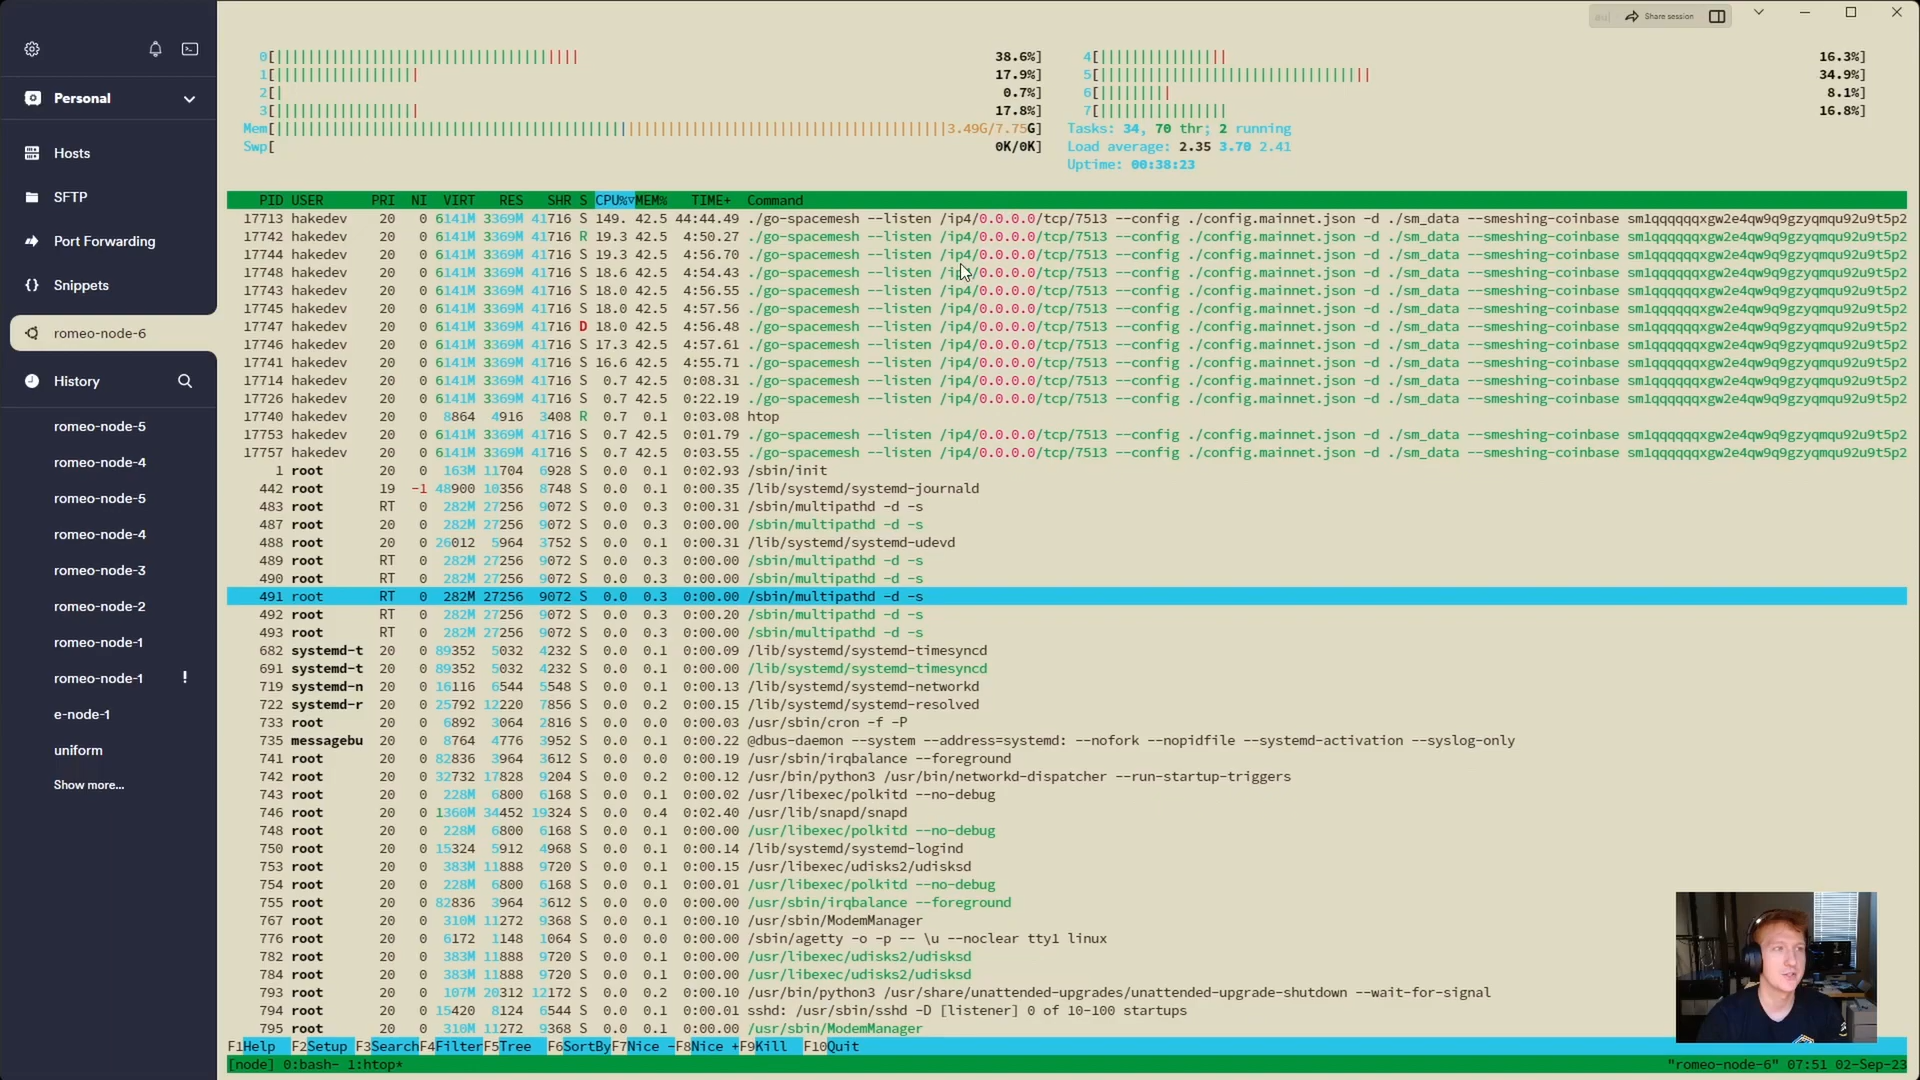 Share session
Personal
Hosts
SFTP
Port Forwarding
Snippets
romeo-node-6
History
romeo-node-5
romeo-node-4
romeo-node-5
romeo-node-4
romeo-node-3
romeo-node-2
romeo-node-1
romeo-node-1 !
e-node-1
uniform
Show more...
0[|||||||||||||||||||||||||||||||||||||| 38.6%]
1[|||||||||||||||||| 17.9%]
2[| 0.7%]
3[|||||||||||||||||| 17.8%]
Mem[||||||||||||||||||||||||||||||||||||||||||||||||||||||||||||||||||||||||||||||||||||3.49G/7.75G]
Swp[ 0K/0K]
4[|||||||||||||||| 16.3%]
5[|||||||||||||||||||||||||||||||||| 34.9%]
6[||||||||| 8.1%]
7[|||||||||||||||| 16.8%]
Tasks: 34, 70 thr; 2 running
Load average: 2.35 3.70 2.41
Uptime: 00:38:23
PID USER PRI NI VIRT RES SHR S CPU%▽MEM% TIME+ Command
17713 hakedev 20 0 6141M 3369M 41716 S 149. 42.5 44:44.49 ./go-spacemesh --listen /ip4/0.0.0.0/tcp/7513 --config ./config.mainnet.json -d ./sm_data --smeshing-coinbase sm1qqqqqqxgw2e4qw9q9gzyqmqu92u9t5p2
17742 hakedev 20 0 6141M 3369M 41716 R 19.3 42.5 4:50.27 ./go-spacemesh --listen /ip4/0.0.0.0/tcp/7513 --config ./config.mainnet.json -d ./sm_data --smeshing-coinbase sm1qqqqqqxgw2e4qw9q9gzyqmqu92u9t5p2
17744 hakedev 20 0 6141M 3369M 41716 S 19.3 42.5 4:56.70 ./go-spacemesh --listen /ip4/0.0.0.0/tcp/7513 --config ./config.mainnet.json -d ./sm_data --smeshing-coinbase sm1qqqqqqxgw2e4qw9q9gzyqmqu92u9t5p2
17748 hakedev 20 0 6141M 3369M 41716 S 18.6 42.5 4:54.43 ./go-spacemesh --listen /ip4/0.0.0.0/tcp/7513 --config ./config.mainnet.json -d ./sm_data --smeshing-coinbase sm1qqqqqqxgw2e4qw9q9gzyqmqu92u9t5p2
17743 hakedev 20 0 6141M 3369M 41716 S 18.0 42.5 4:56.55 ./go-spacemesh --listen /ip4/0.0.0.0/tcp/7513 --config ./config.mainnet.json -d ./sm_data --smeshing-coinbase sm1qqqqqqxgw2e4qw9q9gzyqmqu92u9t5p2
17745 hakedev 20 0 6141M 3369M 41716 S 18.0 42.5 4:57.56 ./go-spacemesh --listen /ip4/0.0.0.0/tcp/7513 --config ./config.mainnet.json -d ./sm_data --smeshing-coinbase sm1qqqqqqxgw2e4qw9q9gzyqmqu92u9t5p2
17747 hakedev 20 0 6141M 3369M 41716 D 18.0 42.5 4:56.48 ./go-spacemesh --listen /ip4/0.0.0.0/tcp/7513 --config ./config.mainnet.json -d ./sm_data --smeshing-coinbase sm1qqqqqqxgw2e4qw9q9gzyqmqu92u9t5p2
17746 hakedev 20 0 6141M 3369M 41716 S 17.3 42.5 4:57.61 ./go-spacemesh --listen /ip4/0.0.0.0/tcp/7513 --config ./config.mainnet.json -d ./sm_data --smeshing-coinbase sm1qqqqqqxgw2e4qw9q9gzyqmqu92u9t5p2
17741 hakedev 20 0 6141M 3369M 41716 S 16.6 42.5 4:55.71 ./go-spacemesh --listen /ip4/0.0.0.0/tcp/7513 --config ./config.mainnet.json -d ./sm_data --smeshing-coinbase sm1qqqqqqxgw2e4qw9q9gzyqmqu92u9t5p2
17714 hakedev 20 0 6141M 3369M 41716 S 0.7 42.5 0:08.31 ./go-spacemesh --listen /ip4/0.0.0.0/tcp/7513 --config ./config.mainnet.json -d ./sm_data --smeshing-coinbase sm1qqqqqqxgw2e4qw9q9gzyqmqu92u9t5p2
17726 hakedev 20 0 6141M 3369M 41716 S 0.7 42.5 0:22.19 ./go-spacemesh --listen /ip4/0.0.0.0/tcp/7513 --config ./config.mainnet.json -d ./sm_data --smeshing-coinbase sm1qqqqqqxgw2e4qw9q9gzyqmqu92u9t5p2
17740 hakedev 20 0 8864 4916 3408 R 0.7 0.1 0:03.08 htop
17753 hakedev 20 0 6141M 3369M 41716 S 0.7 42.5 0:01.79 ./go-spacemesh --listen /ip4/0.0.0.0/tcp/7513 --config ./config.mainnet.json -d ./sm_data --smeshing-coinbase sm1qqqqqqxgw2e4qw9q9gzyqmqu92u9t5p2
17757 hakedev 20 0 6141M 3369M 41716 S 0.7 42.5 0:03.55 ./go-spacemesh --listen /ip4/0.0.0.0/tcp/7513 --config ./config.mainnet.json -d ./sm_data --smeshing-coinbase sm1qqqqqqxgw2e4qw9q9gzyqmqu92u9t5p2
1 root 20 0 163M 11704 6928 S 0.0 0.1 0:02.93 /sbin/init
442 root 19 -1 48900 10356 8748 S 0.0 0.1 0:00.35 /lib/systemd/systemd-journald
483 root RT 0 282M 27256 9072 S 0.0 0.3 0:00.31 /sbin/multipathd -d -s
487 root 20 0 282M 27256 9072 S 0.0 0.3 0:00.00 /sbin/multipathd -d -s
488 root 20 0 26012 5964 3752 S 0.0 0.1 0:00.31 /lib/systemd/systemd-udevd
489 root RT 0 282M 27256 9072 S 0.0 0.3 0:00.00 /sbin/multipathd -d -s
490 root RT 0 282M 27256 9072 S 0.0 0.3 0:00.00 /sbin/multipathd -d -s
491 root RT 0 282M 27256 9072 S 0.0 0.3 0:00.00 /sbin/multipathd -d -s
492 root RT 0 282M 27256 9072 S 0.0 0.3 0:00.20 /sbin/multipathd -d -s
493 root RT 0 282M 27256 9072 S 0.0 0.3 0:00.00 /sbin/multipathd -d -s
682 systemd-t 20 0 89352 5032 4232 S 0.0 0.1 0:00.09 /lib/systemd/systemd-timesyncd
691 systemd-t 20 0 89352 5032 4232 S 0.0 0.1 0:00.00 /lib/systemd/systemd-timesyncd
719 systemd-n 20 0 16116 6544 5548 S 0.0 0.1 0:00.13 /lib/systemd/systemd-networkd
722 systemd-r 20 0 25792 12220 7856 S 0.0 0.2 0:00.15 /lib/systemd/systemd-resolved
733 root 20 0 6892 3064 2816 S 0.0 0.0 0:00.03 /usr/sbin/cron -f -P
735 messagebu 20 0 8764 4776 3952 S 0.0 0.1 0:00.22 @dbus-daemon --system --address=systemd: --nofork --nopidfile --systemd-activation --syslog-only
741 root 20 0 82836 3964 3612 S 0.0 0.0 0:00.19 /usr/sbin/irqbalance --foreground
742 root 20 0 32732 17828 9204 S 0.0 0.2 0:00.12 /usr/bin/python3 /usr/bin/networkd-dispatcher --run-startup-triggers
743 root 20 0 228M 6800 6168 S 0.0 0.1 0:00.02 /usr/libexec/polkitd --no-debug
746 root 20 0 1360M 34452 19324 S 0.0 0.4 0:02.40 /usr/lib/snapd/snapd
748 root 20 0 228M 6800 6168 S 0.0 0.1 0:00.00 /usr/libexec/polkitd --no-debug
750 root 20 0 15324 5912 4968 S 0.0 0.1 0:00.14 /lib/systemd/systemd-logind
753 root 20 0 383M 11888 9720 S 0.0 0.1 0:00.15 /usr/libexec/udisks2/udisksd
754 root 20 0 228M 6800 6168 S 0.0 0.1 0:00.01 /usr/libexec/polkitd --no-debug
755 root 20 0 82836 3964 3612 S 0.0 0.0 0:00.00 /usr/sbin/irqbalance --foreground
767 root 20 0 310M 11272 9368 S 0.0 0.1 0:00.10 /usr/sbin/ModemManager
776 root 20 0 6172 1148 1064 S 0.0 0.0 0:00.00 /sbin/agetty -o -p -- \u --noclear tty1 linux
782 root 20 0 383M 11888 9720 S 0.0 0.1 0:00.00 /usr/libexec/udisks2/udisksd
784 root 20 0 383M 11888 9720 S 0.0 0.1 0:00.00 /usr/libexec/udisks2/udisksd
793 root 20 0 107M 20312 12172 S 0.0 0.2 0:00.10 /usr/bin/python3 /usr/share/unattended-upgrades/unattended-upgrade-shutdown --wait-for-signal
794 root 20 0 15420 8124 6544 S 0.0 0.1 0:00.00 sshd: /usr/sbin/sshd -D [listener] 0 of 10-100 startups
795 root 20 0 310M 11272 9368 S 0.0 0.1 0:00.00 /usr/sbin/ModemManager
F1Help F2Setup F3SearchF4FilterF5Tree F6SortByF7Nice -F8Nice +F9Kill F10Quit
[node] 0:bash- 1:htop* "romeo-node-6" 07:51 02-Sep-23